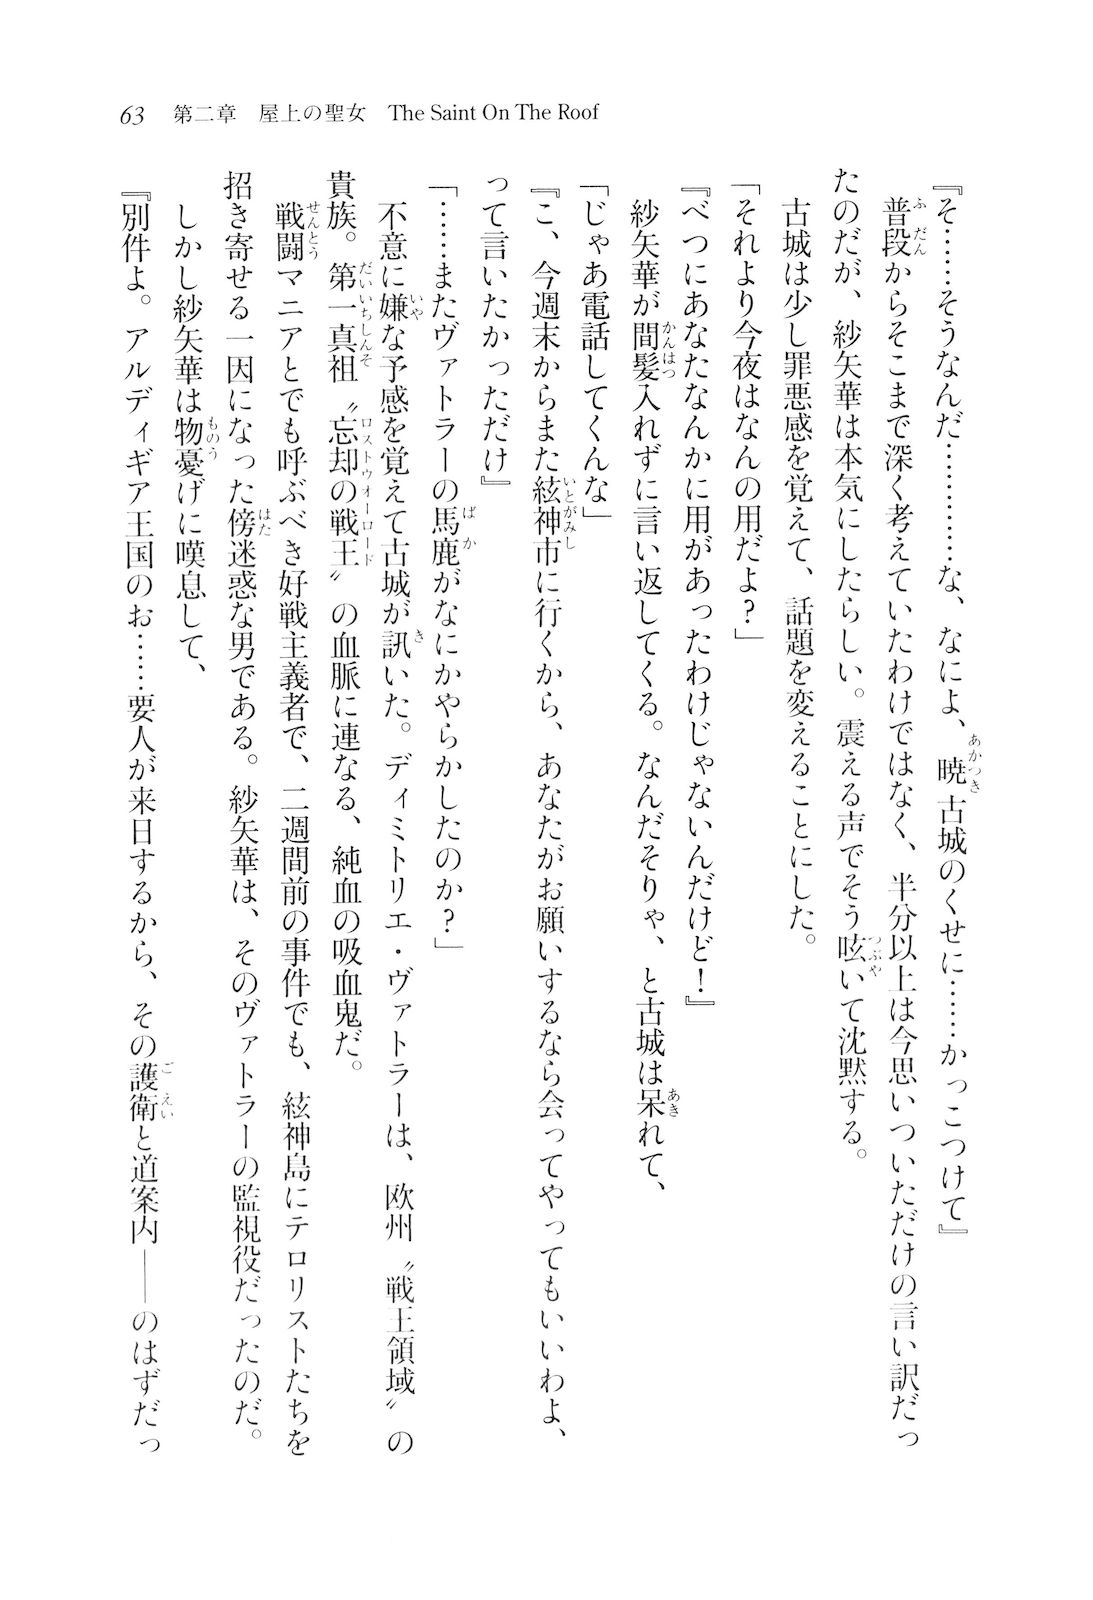 63 第二章　屋上の聖女　The Saint On The Roof
『そ……そうなんだ…………な、なによ、暁古城のくせに……かっこつけて』
　普段からそこまで深く考えていたわけではなく、半分以上は今思いついただけの言い訳だっ
たのだが、紗矢華は本気にしたらしい。震える声でそう呟いて沈黙する。
　古城は少し罪悪感を覚えて、話題を変えることにした。
「それより今夜はなんの用だよ？」
『べつにあなたなんかに用があったわけじゃないんだけど！』
　紗矢華が間髪入れずに言い返してくる。なんだそりゃ、と古城は呆れて、
「じゃあ電話してくんな」
『こ、今週末からまた絃神市に行くから、あなたがお願いするなら会ってやってもいいわよ、
って言いたかっただけ』
「……またヴァトラーの馬鹿がなにかやらかしたのか？」
　不意に嫌な予感を覚えて古城が訊いた。ディミトリエ・ヴァトラーは、欧州〝戦王領域〟の
貴族。第一真祖〝忘却の戦王〟の血脈に連なる、純血の吸血鬼だ。
　戦闘マニアとでも呼ぶべき好戦主義者で、二週間前の事件でも、絃神島にテロリストたちを
招き寄せる一因になった傍迷惑な男である。紗矢華は、そのヴァトラーの監視役だったのだ。
　しかし紗矢華は物憂げに嘆息して、
『別件よ。アルディギア王国のお……要人が来日するから、その護衛と道案内――のはずだっ